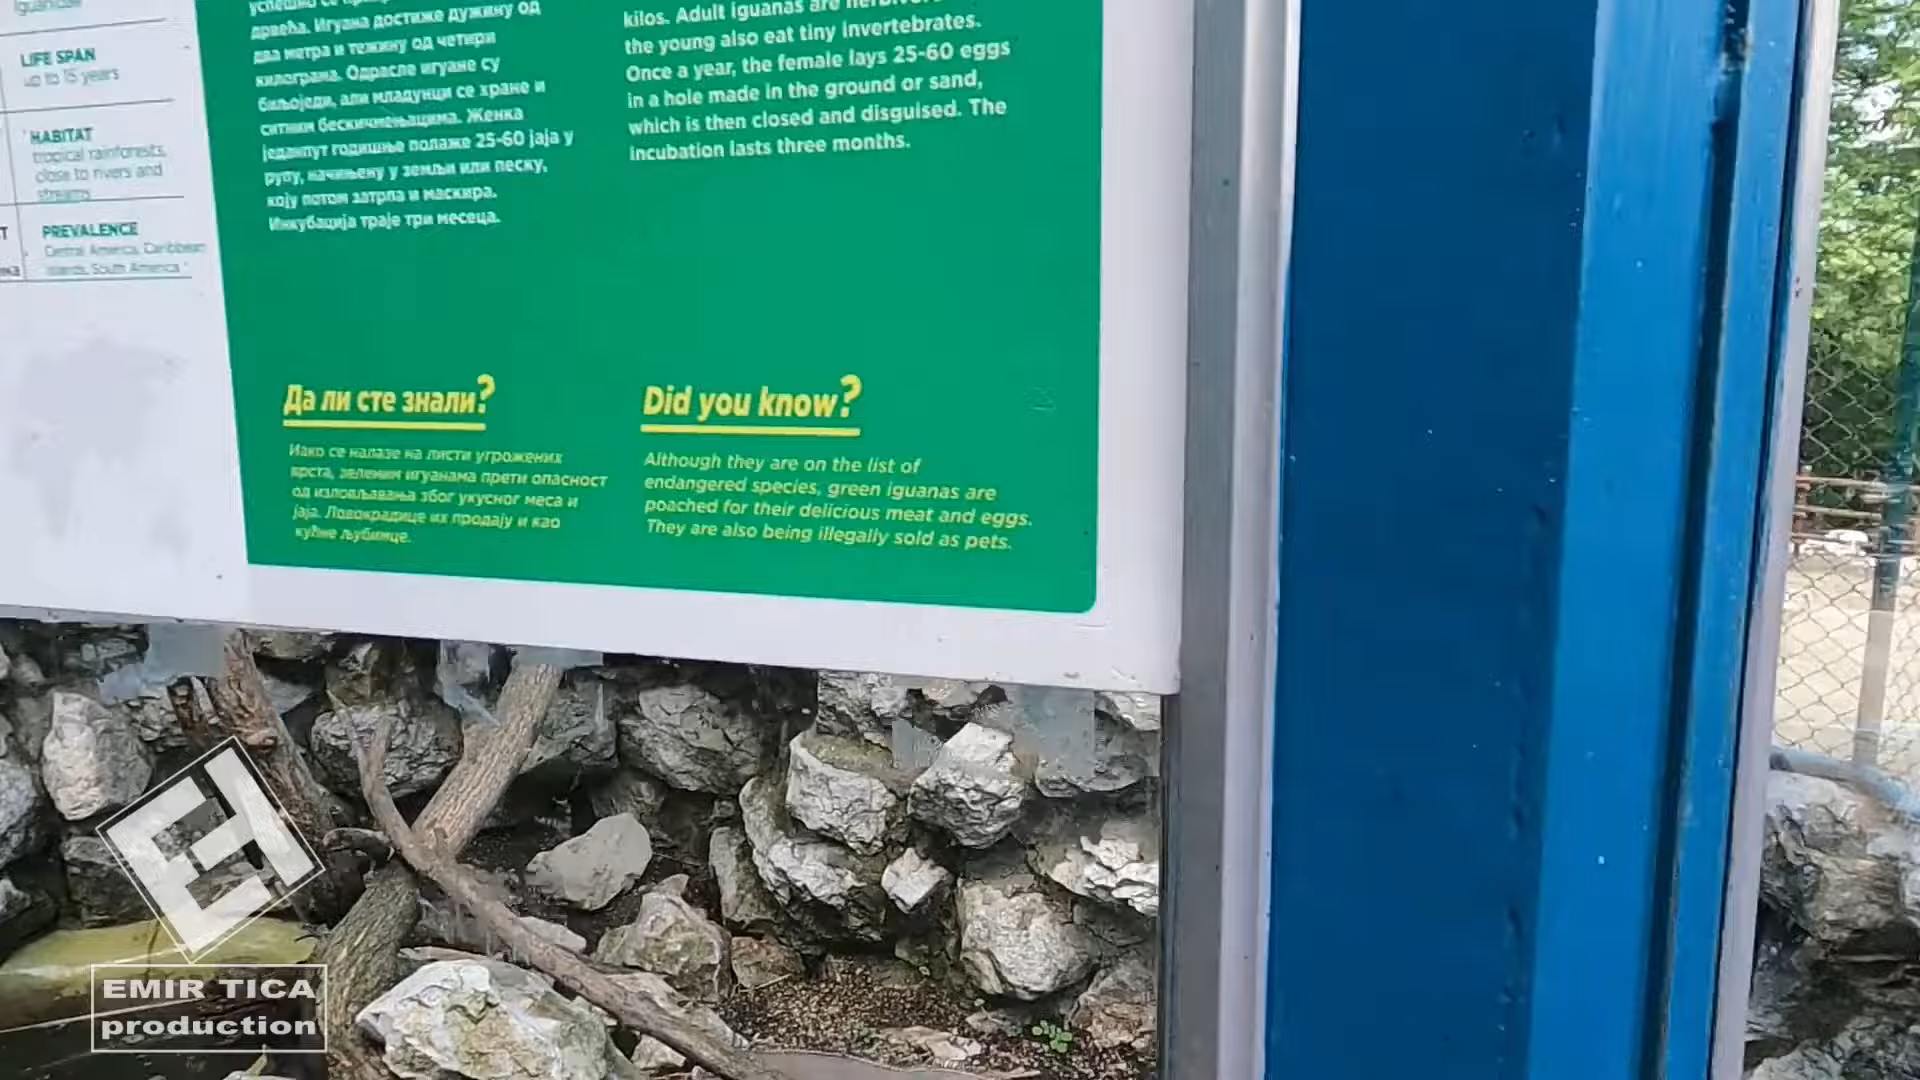 Iguanidae
LIFE SPAN
up to 15 years
HABITAT
tropical rainforests,
close to rivers and
streams
PREVALENCE
Central America, Caribbean
Islands, South America
успешно се
дрвећа. Игуана достиже дужину од
два метра и тежину од четири
килограма. Одрасле игуане су
биљоједи, али младунци се хране и
ситним бескичмењацима. Женка
једанпут годишње полаже 25-60 јаја у
рупу, начињену у земљи или песку,
коју потом затрпа и маскира.
Инкубација траје три месеца.
kilos. Adult iguanas are
the young also eat tiny invertebrates.
Once a year, the female lays 25-60 eggs
in a hole made in the ground or sand,
which is then closed and disguised. The
incubation lasts three months.
Да ли сте знали?
Иако се налазе на листи угрожених
врста, зеленим игуанама прети опасност
од изловљавања због укусног меса и
јаја. Ловокрадице их продају и као
кућне љубимце.
Did you know?
Although they are on the list of
endangered species, green iguanas are
poached for their delicious meat and eggs.
They are also being illegally sold as pets.
EMIR TICA
production